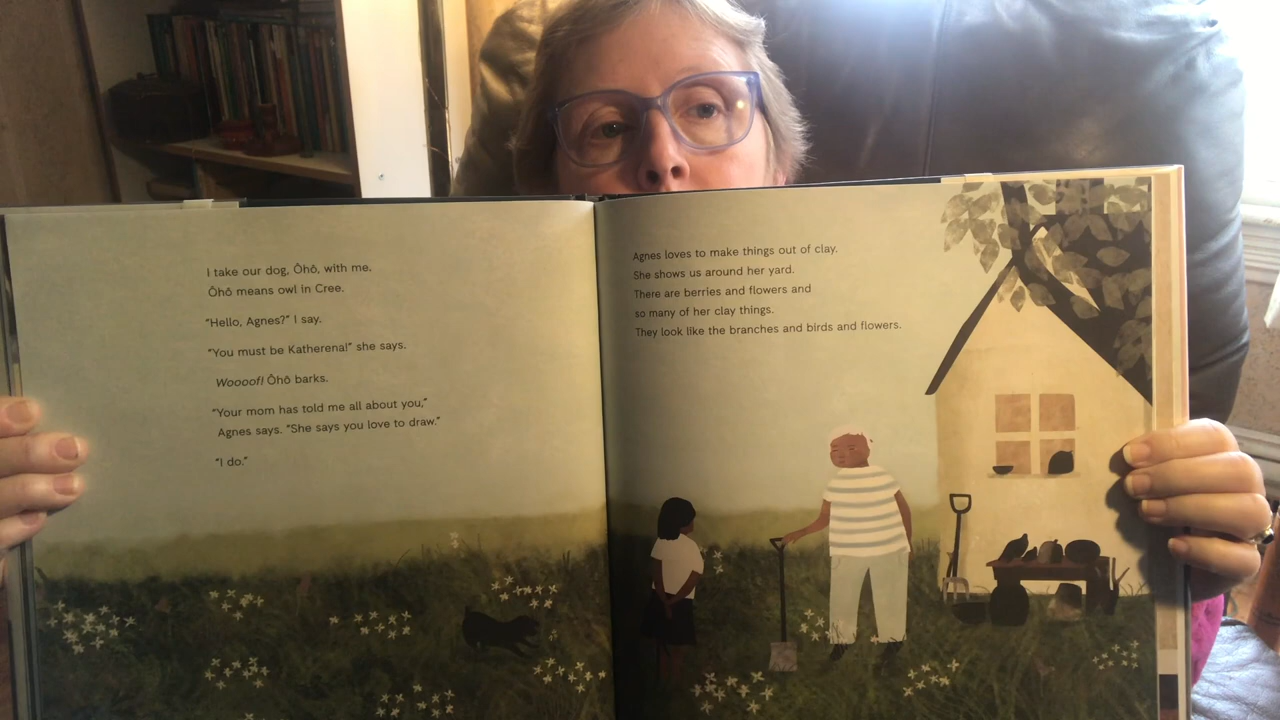 I take our dog, Ôhô, with me.
Ôhô means owl in Cree.
"Hello, Agnes?" I say.
"You must be Katherena!" she says.
Woooof! Ôhô barks.
"Your mom has told me all about you,"
Agnes says. "She says you love to draw."
"I do."
Agnes loves to make things out of clay.
She shows us around her yard.
There are berries and flowers and
so many of her clay things.
They look like the branches and birds and flowers.